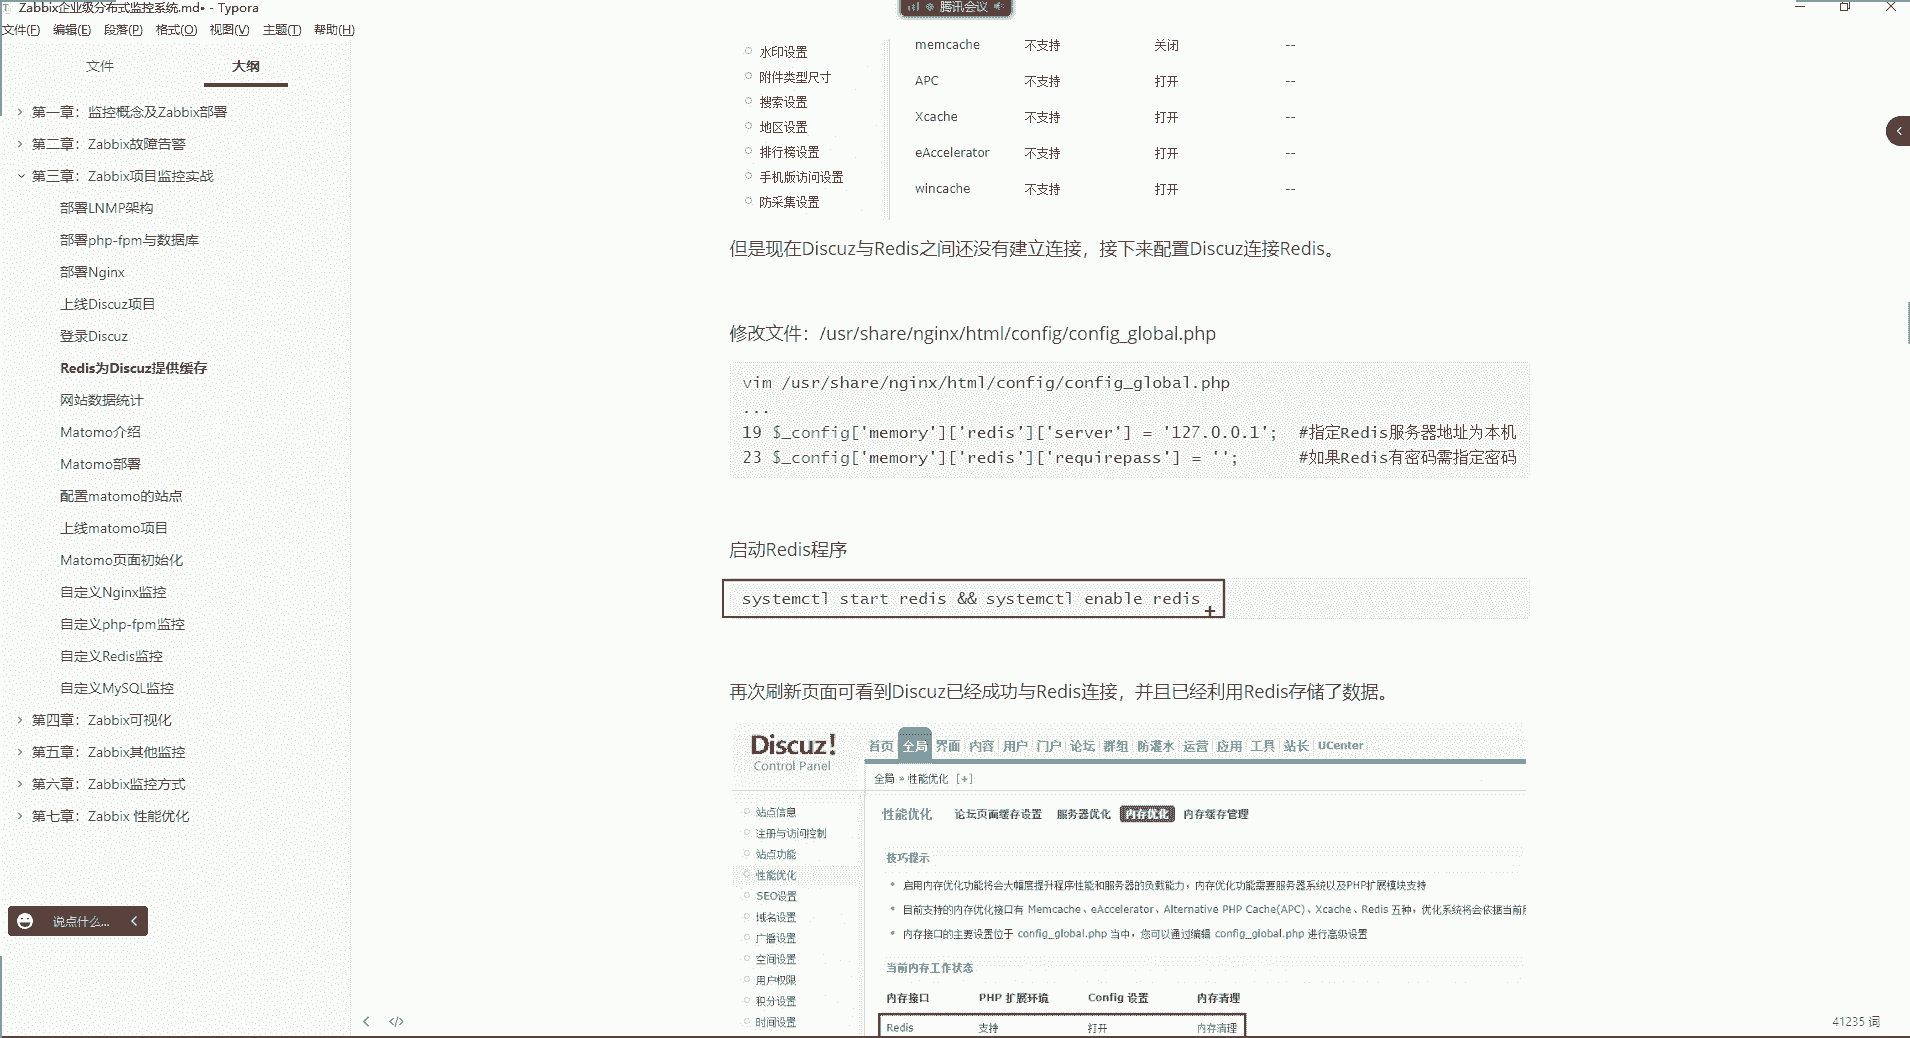 Zabbix企业级分布式监控系统.md• - Typora
腾讯会议
文件(F) 编辑(E) 段落(P) 格式(O) 视图(V) 主题(T) 帮助(H)
文件 大纲
第一章：监控概念及Zabbix部署
第二章：Zabbix故障告警
第三章：Zabbix项目监控实战
部署LNMP架构
部署php-fpm与数据库
部署Nginx
上线Discuz项目
登录Discuz
Redis为Discuz提供缓存
网站数据统计
Matomo介绍
Matomo部署
配置matomo的站点
上线matomo项目
Matomo页面初始化
自定义Nginx监控
自定义php-fpm监控
自定义Redis监控
自定义MySQL监控
第四章：Zabbix可视化
第五章：Zabbix其他监控
第六章：Zabbix监控方式
第七章：Zabbix 性能优化
说点什么...
水印设置
附件类型尺寸
搜索设置
地区设置
排行榜设置
手机版访问设置
防采集设置
memcache 不支持 关闭 --
APC 不支持 打开 --
Xcache 不支持 打开 --
eAccelerator 不支持 打开 --
wincache 不支持 打开 --
但是现在Discuz与Redis之间还没有建立连接，接下来配置Discuz连接Redis。
修改文件：/usr/share/nginx/html/config/config_global.php
vim /usr/share/nginx/html/config/config_global.php
...
19 $_config['memory']['redis']['server'] = '127.0.0.1'; #指定Redis服务器地址为本机
23 $_config['memory']['redis']['requirepass'] = ''; #如果Redis有密码需指定密码
启动Redis程序
systemctl start redis && systemctl enable redis
再次刷新页面可看到Discuz已经成功与Redis连接，并且已经利用Redis存储了数据。
Discuz!
Control Panel
首页 全局 界面 内容 用户 门户 论坛 群组 防灌水 运营 应用 工具 站长 UCenter
全局 » 性能优化 [+]
站点信息
注册与访问控制
站点功能
性能优化
SEO设置
域名设置
广播设置
空间设置
用户权限
积分设置
时间设置
性能优化 论坛页面缓存设置 服务器优化 内存优化 内存缓存管理
技巧提示
启用内存优化功能将会大幅度提升程序性能和服务器的负载能力，内存优化功能需要服务器系统以及PHP扩展模块支持
目前支持的内存优化接口有 Memcache、eAccelerator、Alternative PHP Cache(APC)、Xcache、Redis 五种，优化系统将会依据当前
内存接口的主要设置位于 config_global.php 当中，您可以通过编辑 config_global.php 进行高级设置
当前内存工作状态
内存接口 PHP 扩展环境 Config 设置 内存清理
Redis 支持 打开 内存清理
41235 词